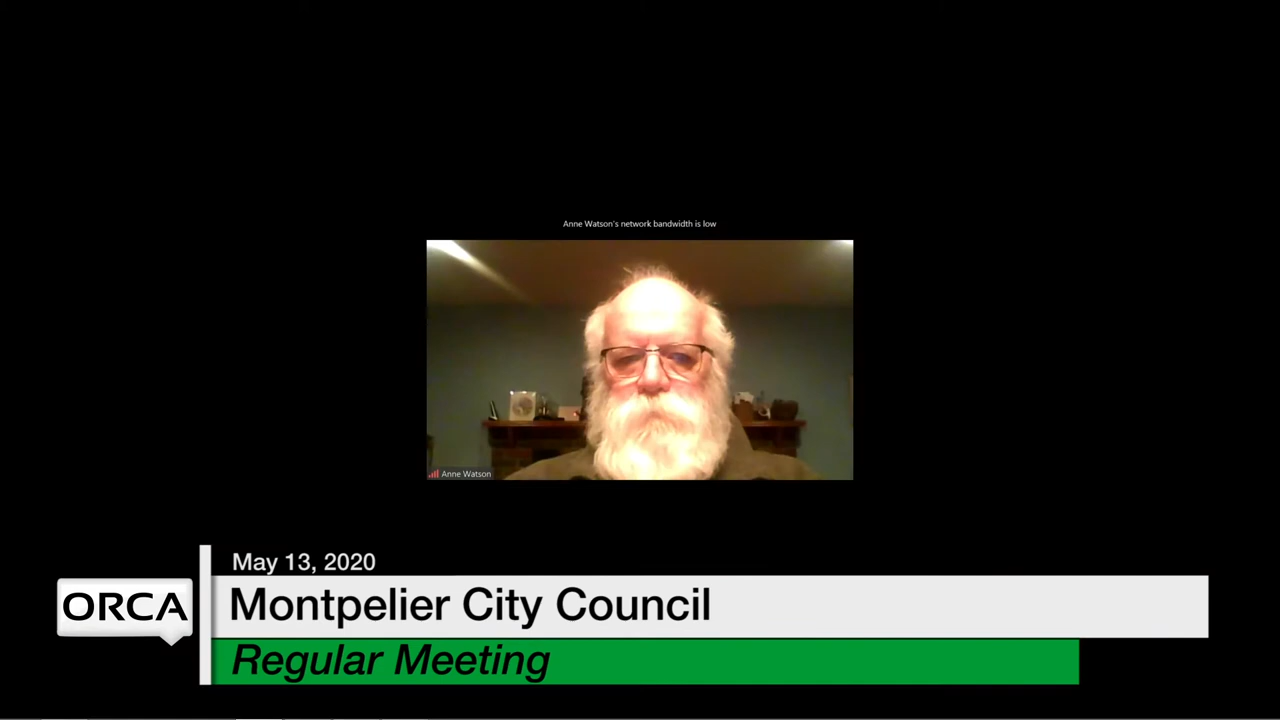 Anne Watson's network bandwidth is low
Anne Watson
May 13, 2020
ORCA
Montpelier City Council
Regular Meeting